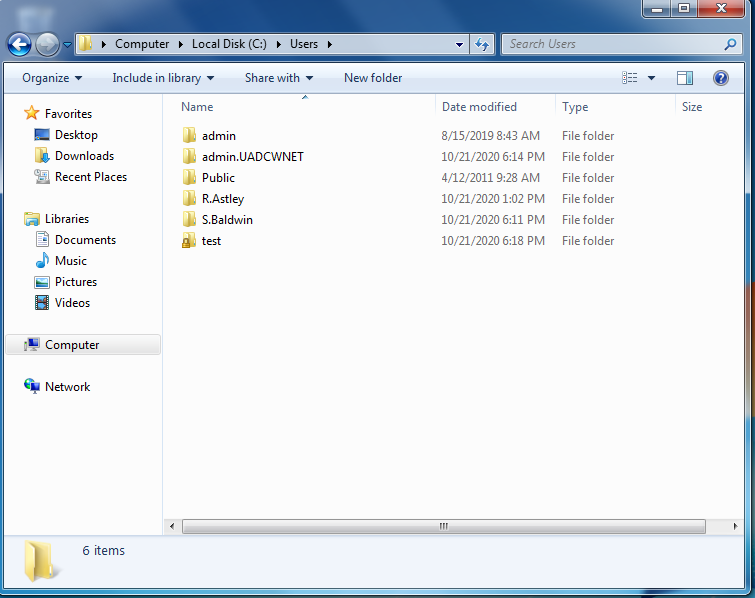 Computer Local Disk (C:) Users Search Users
Organize Include in library Share with New folder
Favorites
Desktop
Downloads
Recent Places
Libraries
Documents
Music
Pictures
Videos
Computer
Network
Name Date modified Type Size
admin 8/15/2019 8:43 AM File folder
admin.UADCWNET 10/21/2020 6:14 PM File folder
Public 4/12/2011 9:28 AM File folder
R.Astley 10/21/2020 1:02 PM File folder
S.Baldwin 10/21/2020 6:11 PM File folder
test 10/21/2020 6:18 PM File folder
6 items